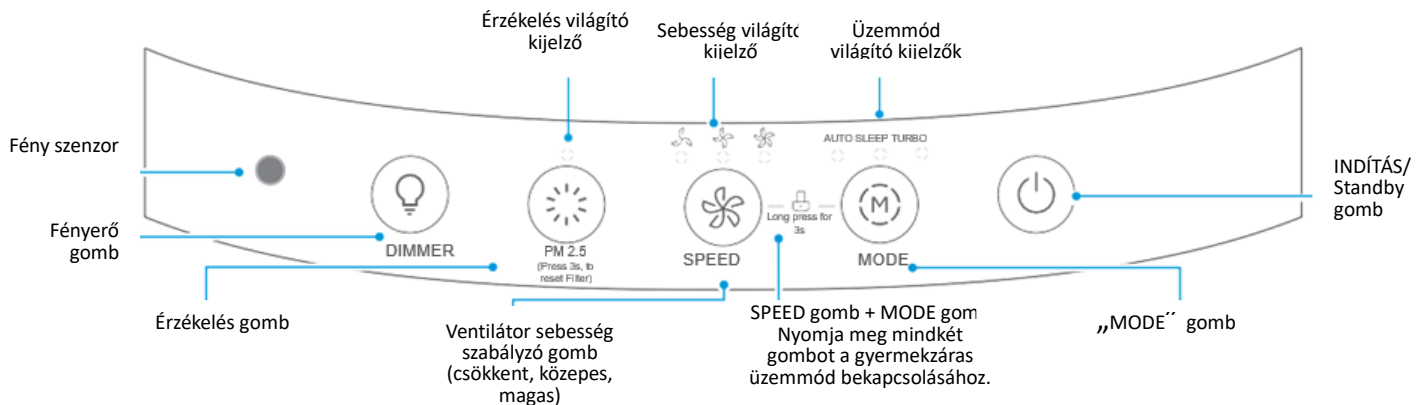 Érzékelés világító
kijelző
Sebesség világító
kijelző
Üzemmód
világító kijelzők
Fény szenzor
AUTO SLEEP TURBO
INDÍTÁS/
Standby
gomb
M
Long press for
3s
Fényerő
gomb
DIMMER
PM 2.5
(Press 3s, to
reset Filter)
SPEED
MODE
Érzékelés gomb
Ventilátor sebesség
szabályzó gomb
(csökkent, közepes,
magas)
SPEED gomb + MODE gom
Nyomja meg mindkét
gombot a gyermekzáras
üzemmód bekapcsolásához.
„MODE´´ gomb